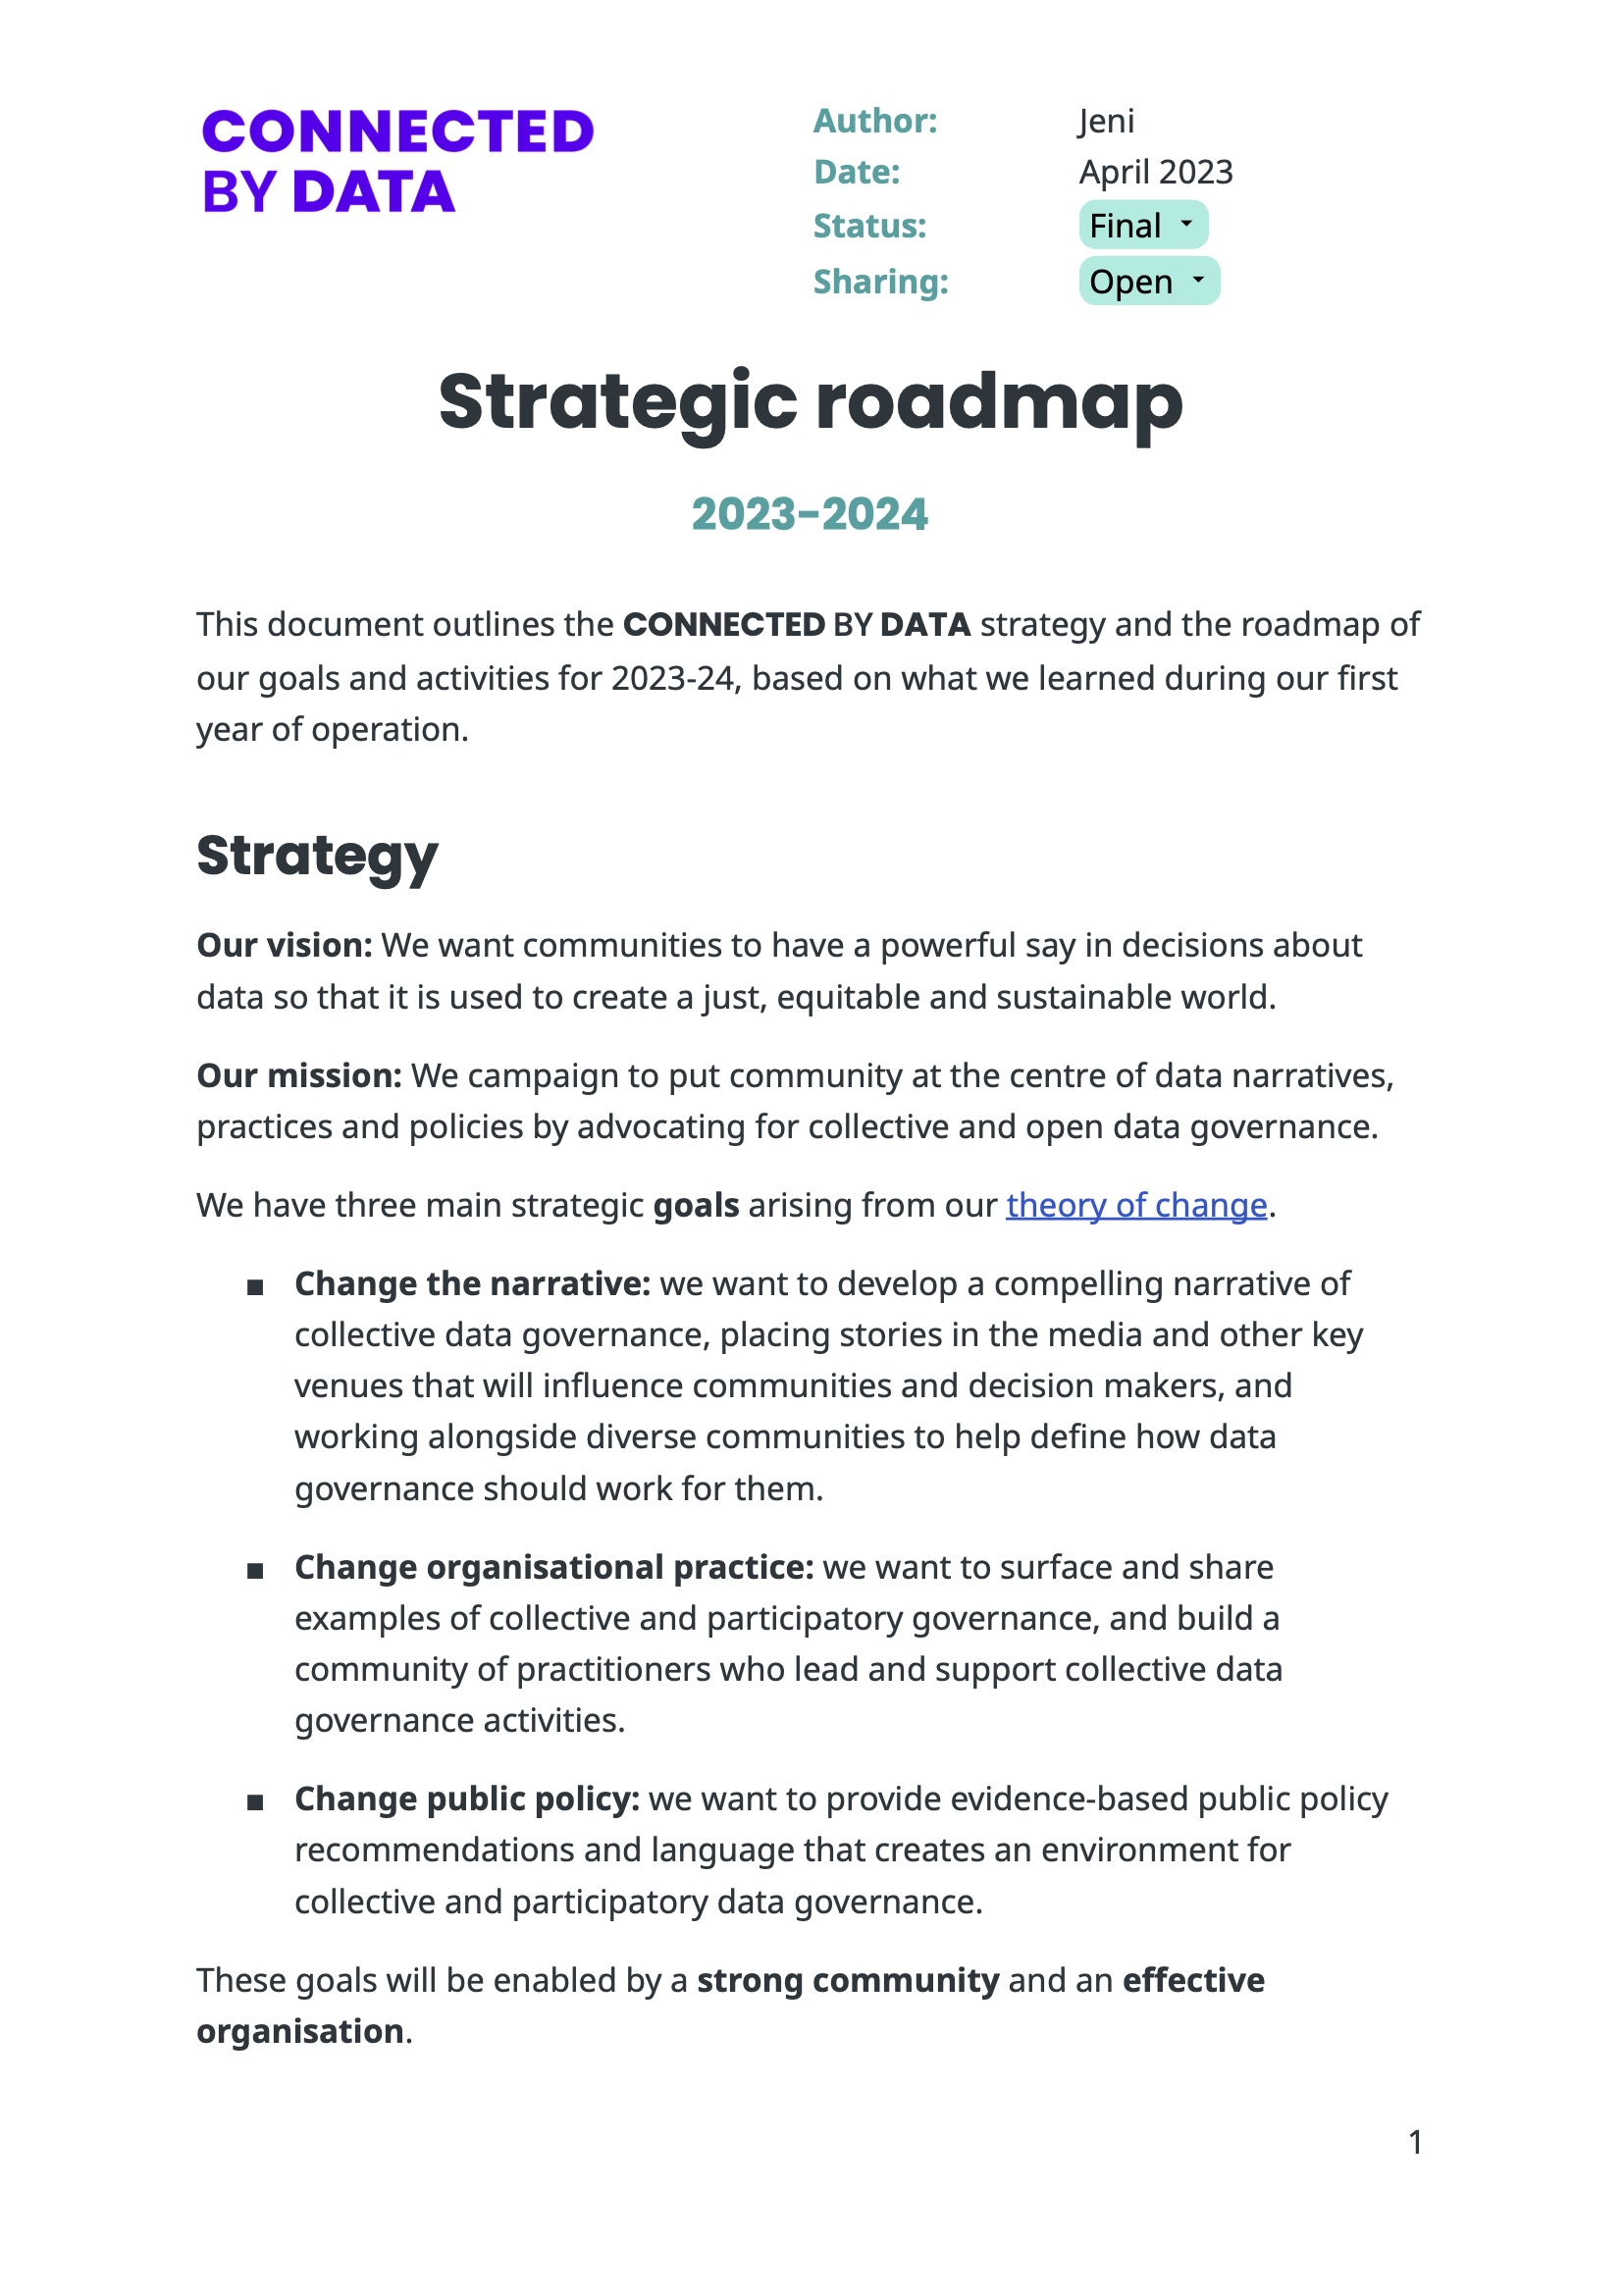 CONNECTED
BY DATA
Author: Jeni
Date: April 2023
Status: Final
Sharing: Open
Strategic roadmap
2023-2024
This document outlines the CONNECTED BY DATA strategy and the roadmap of
our goals and activities for 2023-24, based on what we learned during our first
year of operation.
Strategy
Our vision: We want communities to have a powerful say in decisions about
data so that it is used to create a just, equitable and sustainable world.
Our mission: We campaign to put community at the centre of data narratives,
practices and policies by advocating for collective and open data governance.
We have three main strategic goals arising from our theory of change.
▪ Change the narrative: we want to develop a compelling narrative of
collective data governance, placing stories in the media and other key
venues that will influence communities and decision makers, and
working alongside diverse communities to help define how data
governance should work for them.
▪ Change organisational practice: we want to surface and share
examples of collective and participatory governance, and build a
community of practitioners who lead and support collective data
governance activities.
▪ Change public policy: we want to provide evidence-based public policy
recommendations and language that creates an environment for
collective and participatory data governance.
These goals will be enabled by a strong community and an effective
organisation.
1